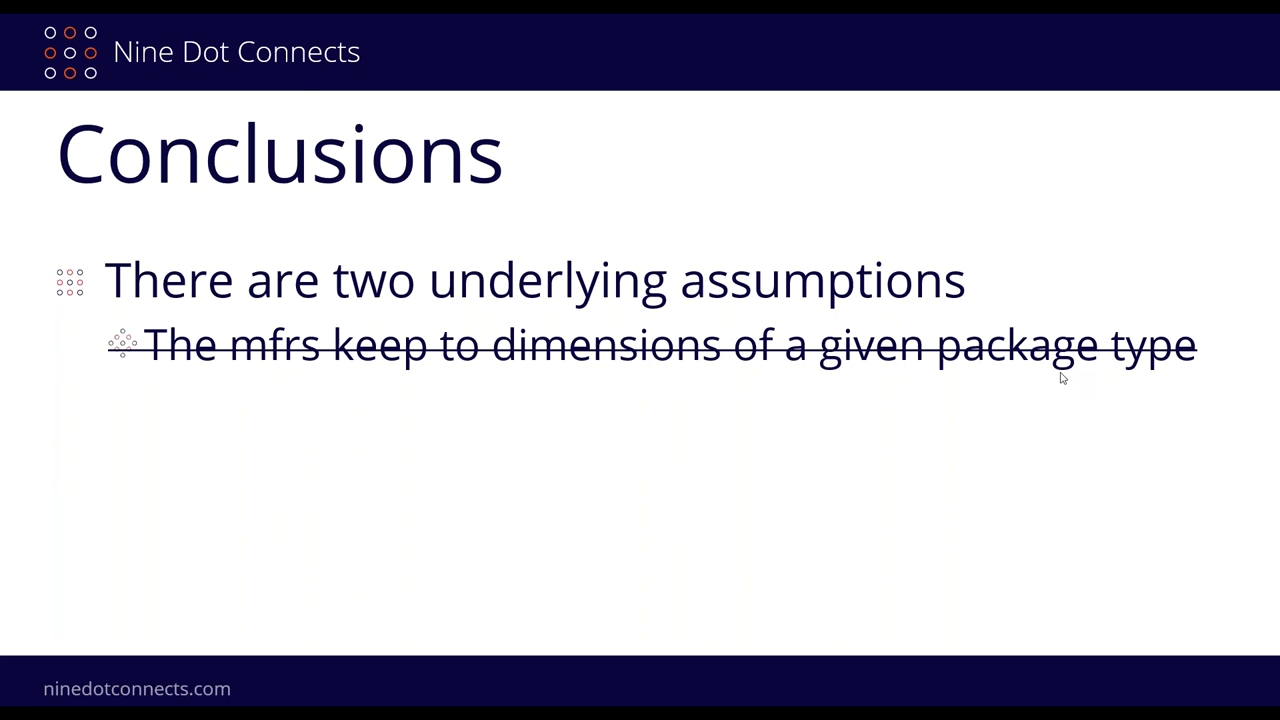 Nine Dot Connects
Conclusions
There are two underlying assumptions
The mfrs keep to dimensions of a given package type
ninedotconnects.com